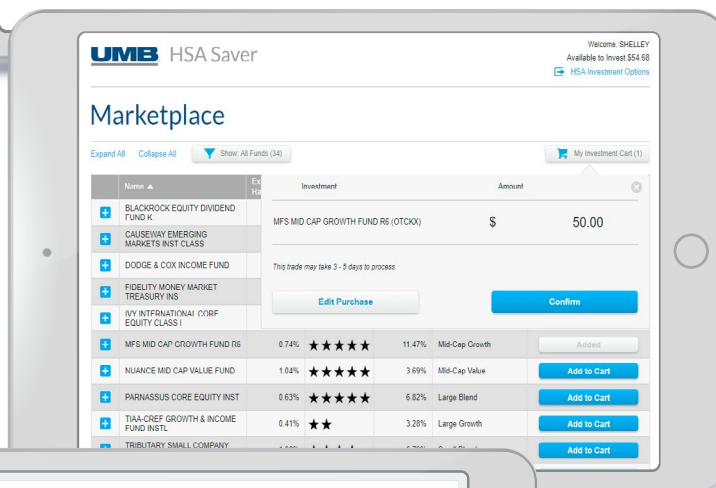 UMB HSA Saver
Welcome, SHELLEY
Available to Invest $54.68
HSA Investment Options
Marketplace
Expand All Collapse All Show: All Funds (34) My Investment Cart (1)
Name ▲
Investment Amount
BLACKROCK EQUITY DIVIDEND
FUND K
MFS MID CAP GROWTH FUND R6 (OTCKX) $ 50.00
CAUSEWAY EMERGING
MARKETS INST CLASS
DODGE & COX INCOME FUND
This trade may take 3 - 5 days to process.
FIDELITY MONEY MARKET
TREASURY INS
Edit Purchase Confirm
IVY INTERNATIONAL CORE
EQUITY CLASS I
MFS MID CAP GROWTH FUND R6 0.74% ★★★★★ 11.47% Mid-Cap Growth Added
NUANCE MID CAP VALUE FUND 1.04% ★★★★★ 3.69% Mid-Cap Value Add to Cart
PARNASSUS CORE EQUITY INST 0.63% ★★★★★ 6.82% Large Blend Add to Cart
TIAA-CREF GROWTH & INCOME
FUND INSTL 0.41% ★★ 3.28% Large Growth Add to Cart
TRIBUTARY SMALL COMPANY Add to Cart